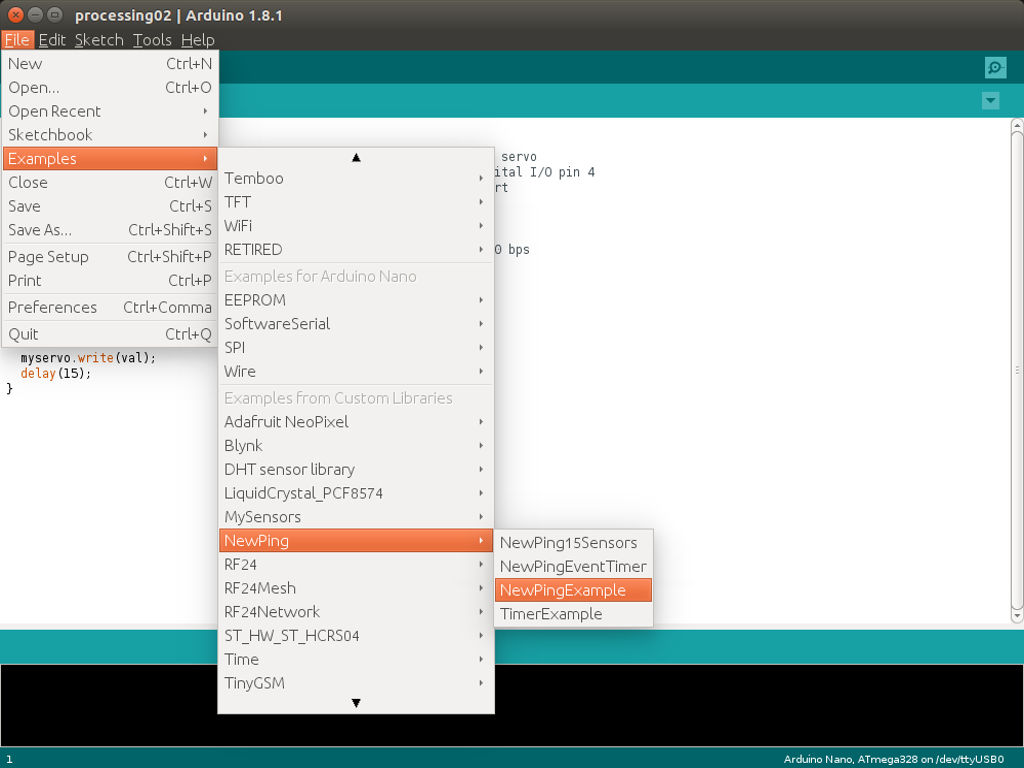 processing02 | Arduino 1.8.1
File Edit Sketch Tools Help
New Ctrl+N
Open... Ctrl+O
Open Recent
Sketchbook
Examples
Close Ctrl+W
Save Ctrl+S
Save As... Ctrl+Shift+S
Page Setup Ctrl+Shift+P
Print Ctrl+P
Preferences Ctrl+Comma
Quit Ctrl+Q
Temboo
TFT
WiFi
RETIRED
Examples for Arduino Nano
EEPROM
SoftwareSerial
SPI
Wire
Examples from Custom Libraries
Adafruit NeoPixel
Blynk
DHT sensor library
LiquidCrystal_PCF8574
MySensors
NewPing
RF24
RF24Mesh
RF24Network
ST_HW_ST_HCRS04
Time
TinyGSM
NewPing15Sensors
NewPingEventTimer
NewPingExample
TimerExample
servo
I/O pin 4
bps
myservo.write(val);
delay(15);
}
1
Arduino Nano, ATmega328 on /dev/ttyUSB0